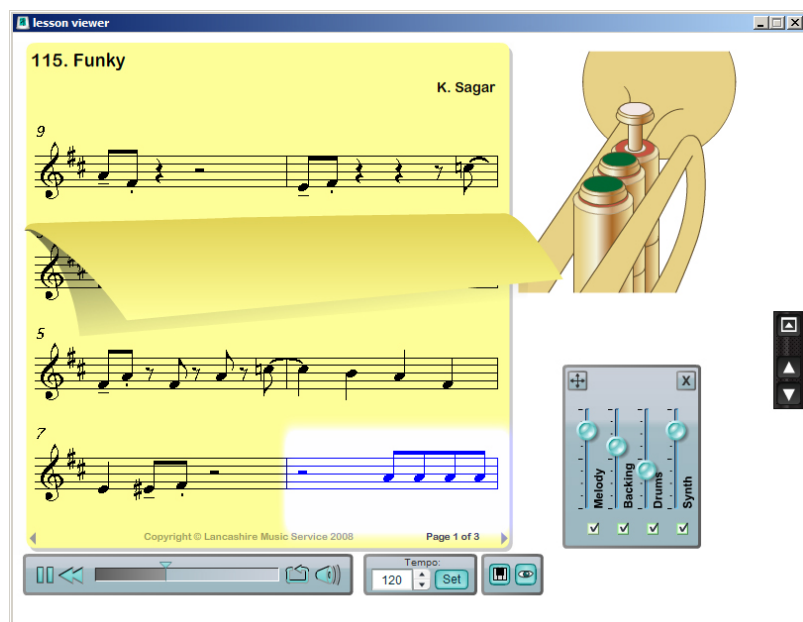 lesson viewer
115. Funky
K. Sagar
9
5
7
Copyright © Lancashire Music Service 2008
Page 1 of 3
Tempo:
120
Set
X
Melody
Backing
Drums
Synth